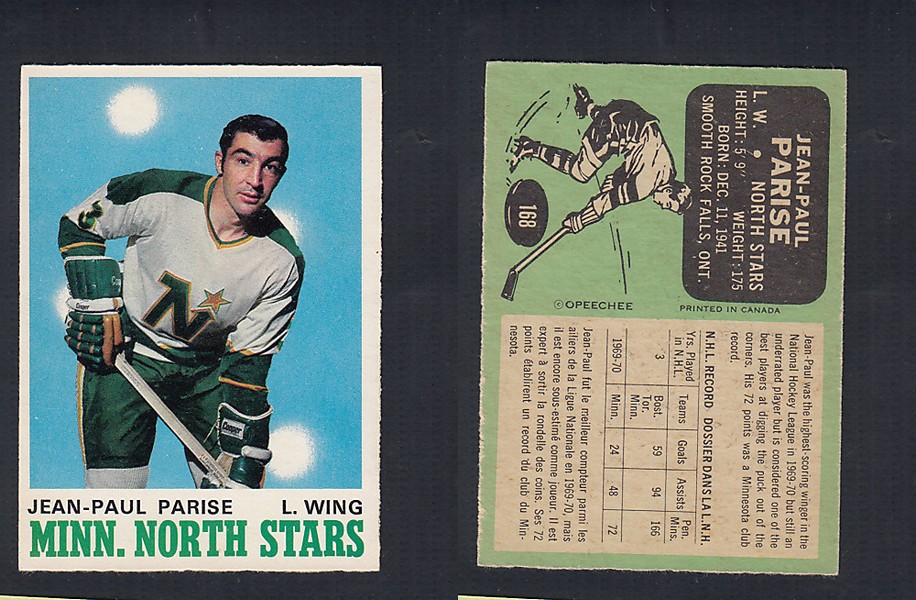 JEAN-PAUL PARISE L. WING
MINN. NORTH STARS
Cooper
Cooper
N
JEAN-PAUL
PARISE
L. W. • NORTH STARS
HEIGHT: 5' 9" WEIGHT: 175
BORN: DEC. 11, 1941
SMOOTH ROCK FALLS, ONT.
168
© OPEECHEE PRINTED IN CANADA
Jean-Paul was the highest-scoring winger in the
National Hockey League in 1969-70 but still an
underrated player but is considered one of the
best players at digging the puck out of the
corners. His 72 points was a Minnesota club
record.
N.H.L. RECORD DOSSIER DANS LA L.N.H.
Yrs. Played in N.H.L. Teams Goals Assists Pen. Mins.
3 Bost. Tor. Minn. 59 94 166
1969-70 Minn. 24 48 72
Jean-Paul fut le meilleur compteur parmi les
ailiers de la Ligue Nationale en 1969-70, mais
il est encore sous-estimé comme joueur. Il est
expert à sortir la rondelle des coins. Ses 72
points établirent un record du club du Min-
nesota.